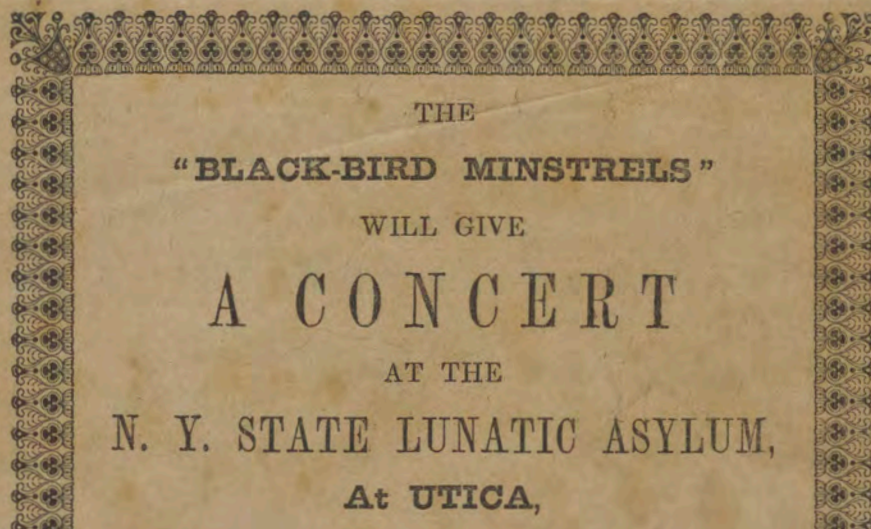 THE
"BLACK-BIRD MINSTRELS"
WILL GIVE
A CONCERT
AT THE
N. Y. STATE LUNATIC ASYLUM,
At UTICA,